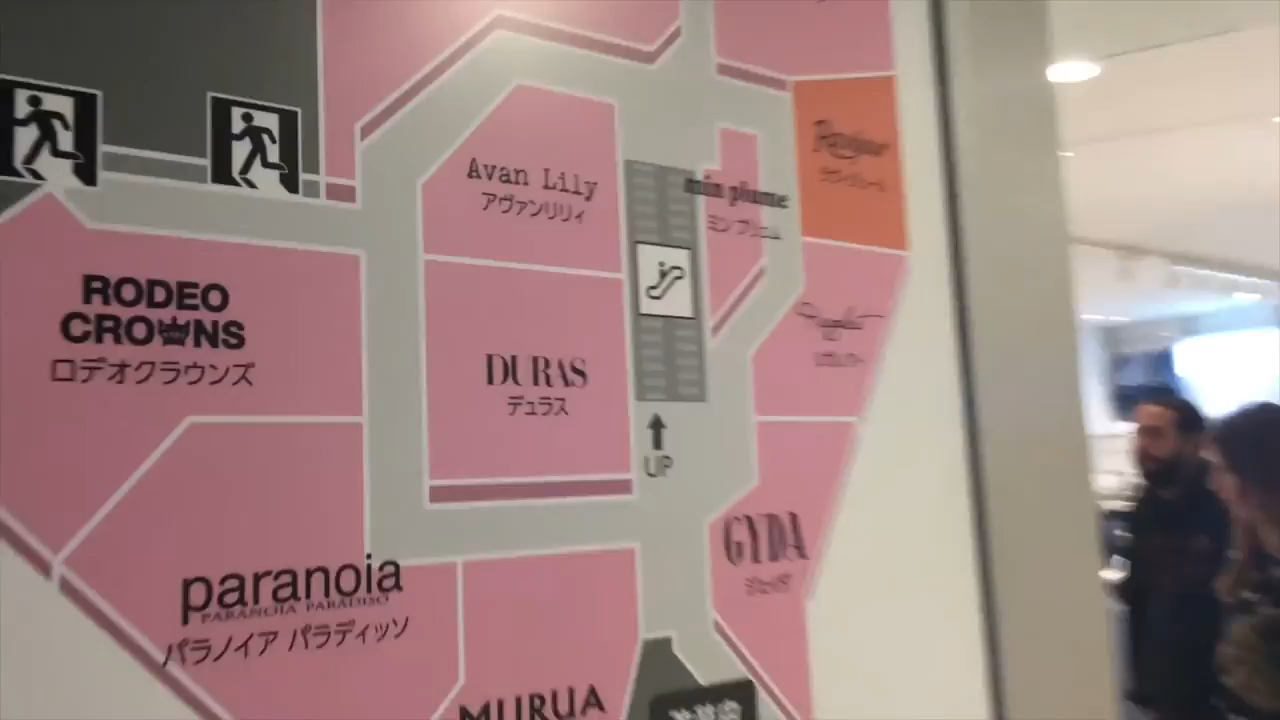 Avan Lily
アヴァンリリィ
min plume
ミン プリュム
RODEO
CROWNS
ロデオクラウンズ
DURAS
デュラス
UP
GYDA
ジェイダ
paranoia
PARANOIA PARADISO
パラノイア パラディッソ
MURUA